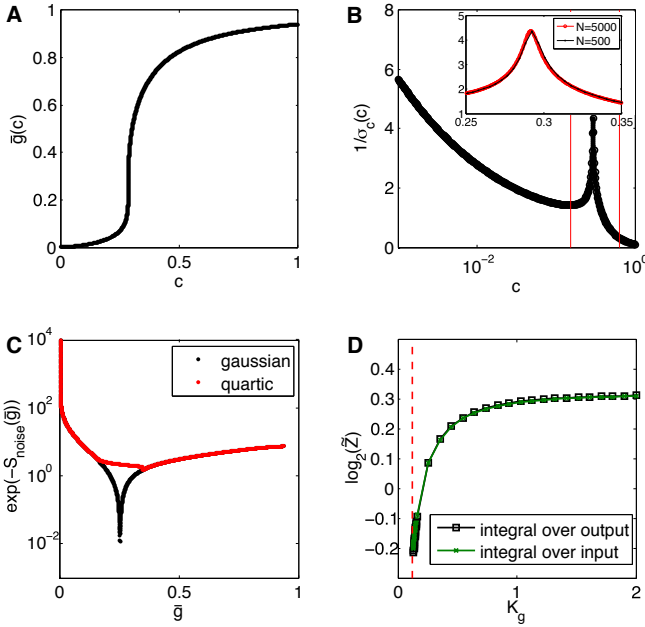 A
ḡ(c)
1
0.8
0.6
0.4
0.2
0
0 0.5 1
c
B
1/σc(c)
8
6
4
2
0
10⁻² 10⁰
c
5
4
3
2
1
0.25 0.3 0.35
N=5000
N=500
C
exp(-Snoise(ḡ))
10⁴
10²
10⁰
10⁻²
0 0.5 1
ḡ
gaussian
quartic
D
log₂(Z̃)
0.5
0.4
0.3
0.2
0.1
0
-0.1
-0.2
0 1 2
Kg
integral over output
integral over input